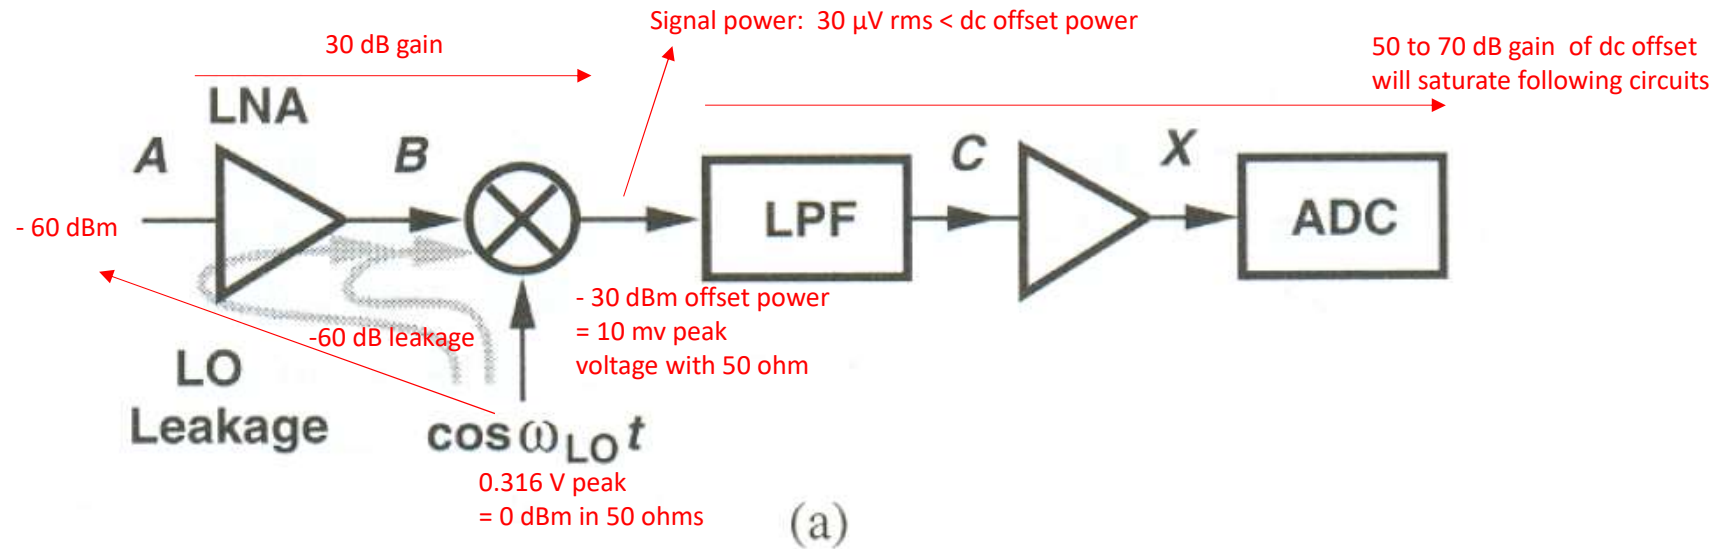 Signal power:  30 µV rms < dc offset power
30 dB gain
50 to 70 dB gain  of dc offset
will saturate following circuits
LNA
A
B
C
X
- 60 dBm
LPF
ADC
- 30 dBm offset power
= 10 mv peak
voltage with 50 ohm
-60 dB leakage
LO
Leakage
cos ω LO t
0.316 V peak
= 0 dBm in 50 ohms
(a)